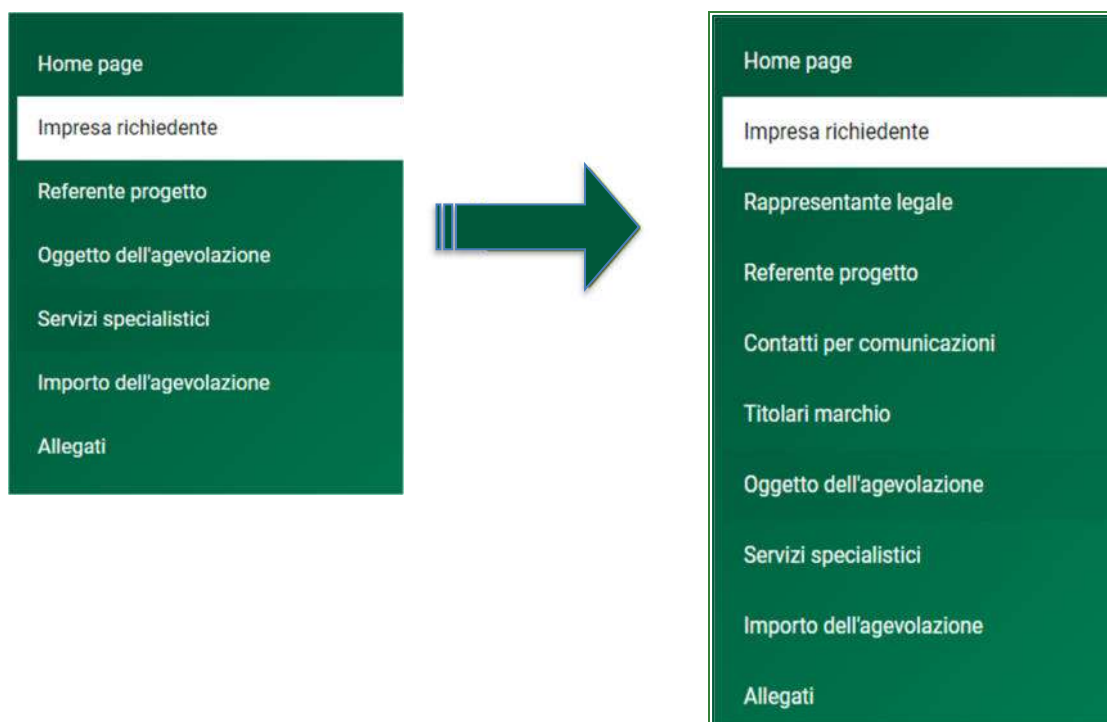 Home page
Impresa richiedente
Referente progetto
Oggetto dell'agevolazione
Servizi specialistici
Importo dell'agevolazione
Allegati
Home page
Impresa richiedente
Rappresentante legale
Referente progetto
Contatti per comunicazioni
Titolari marchio
Oggetto dell'agevolazione
Servizi specialistici
Importo dell'agevolazione
Allegati